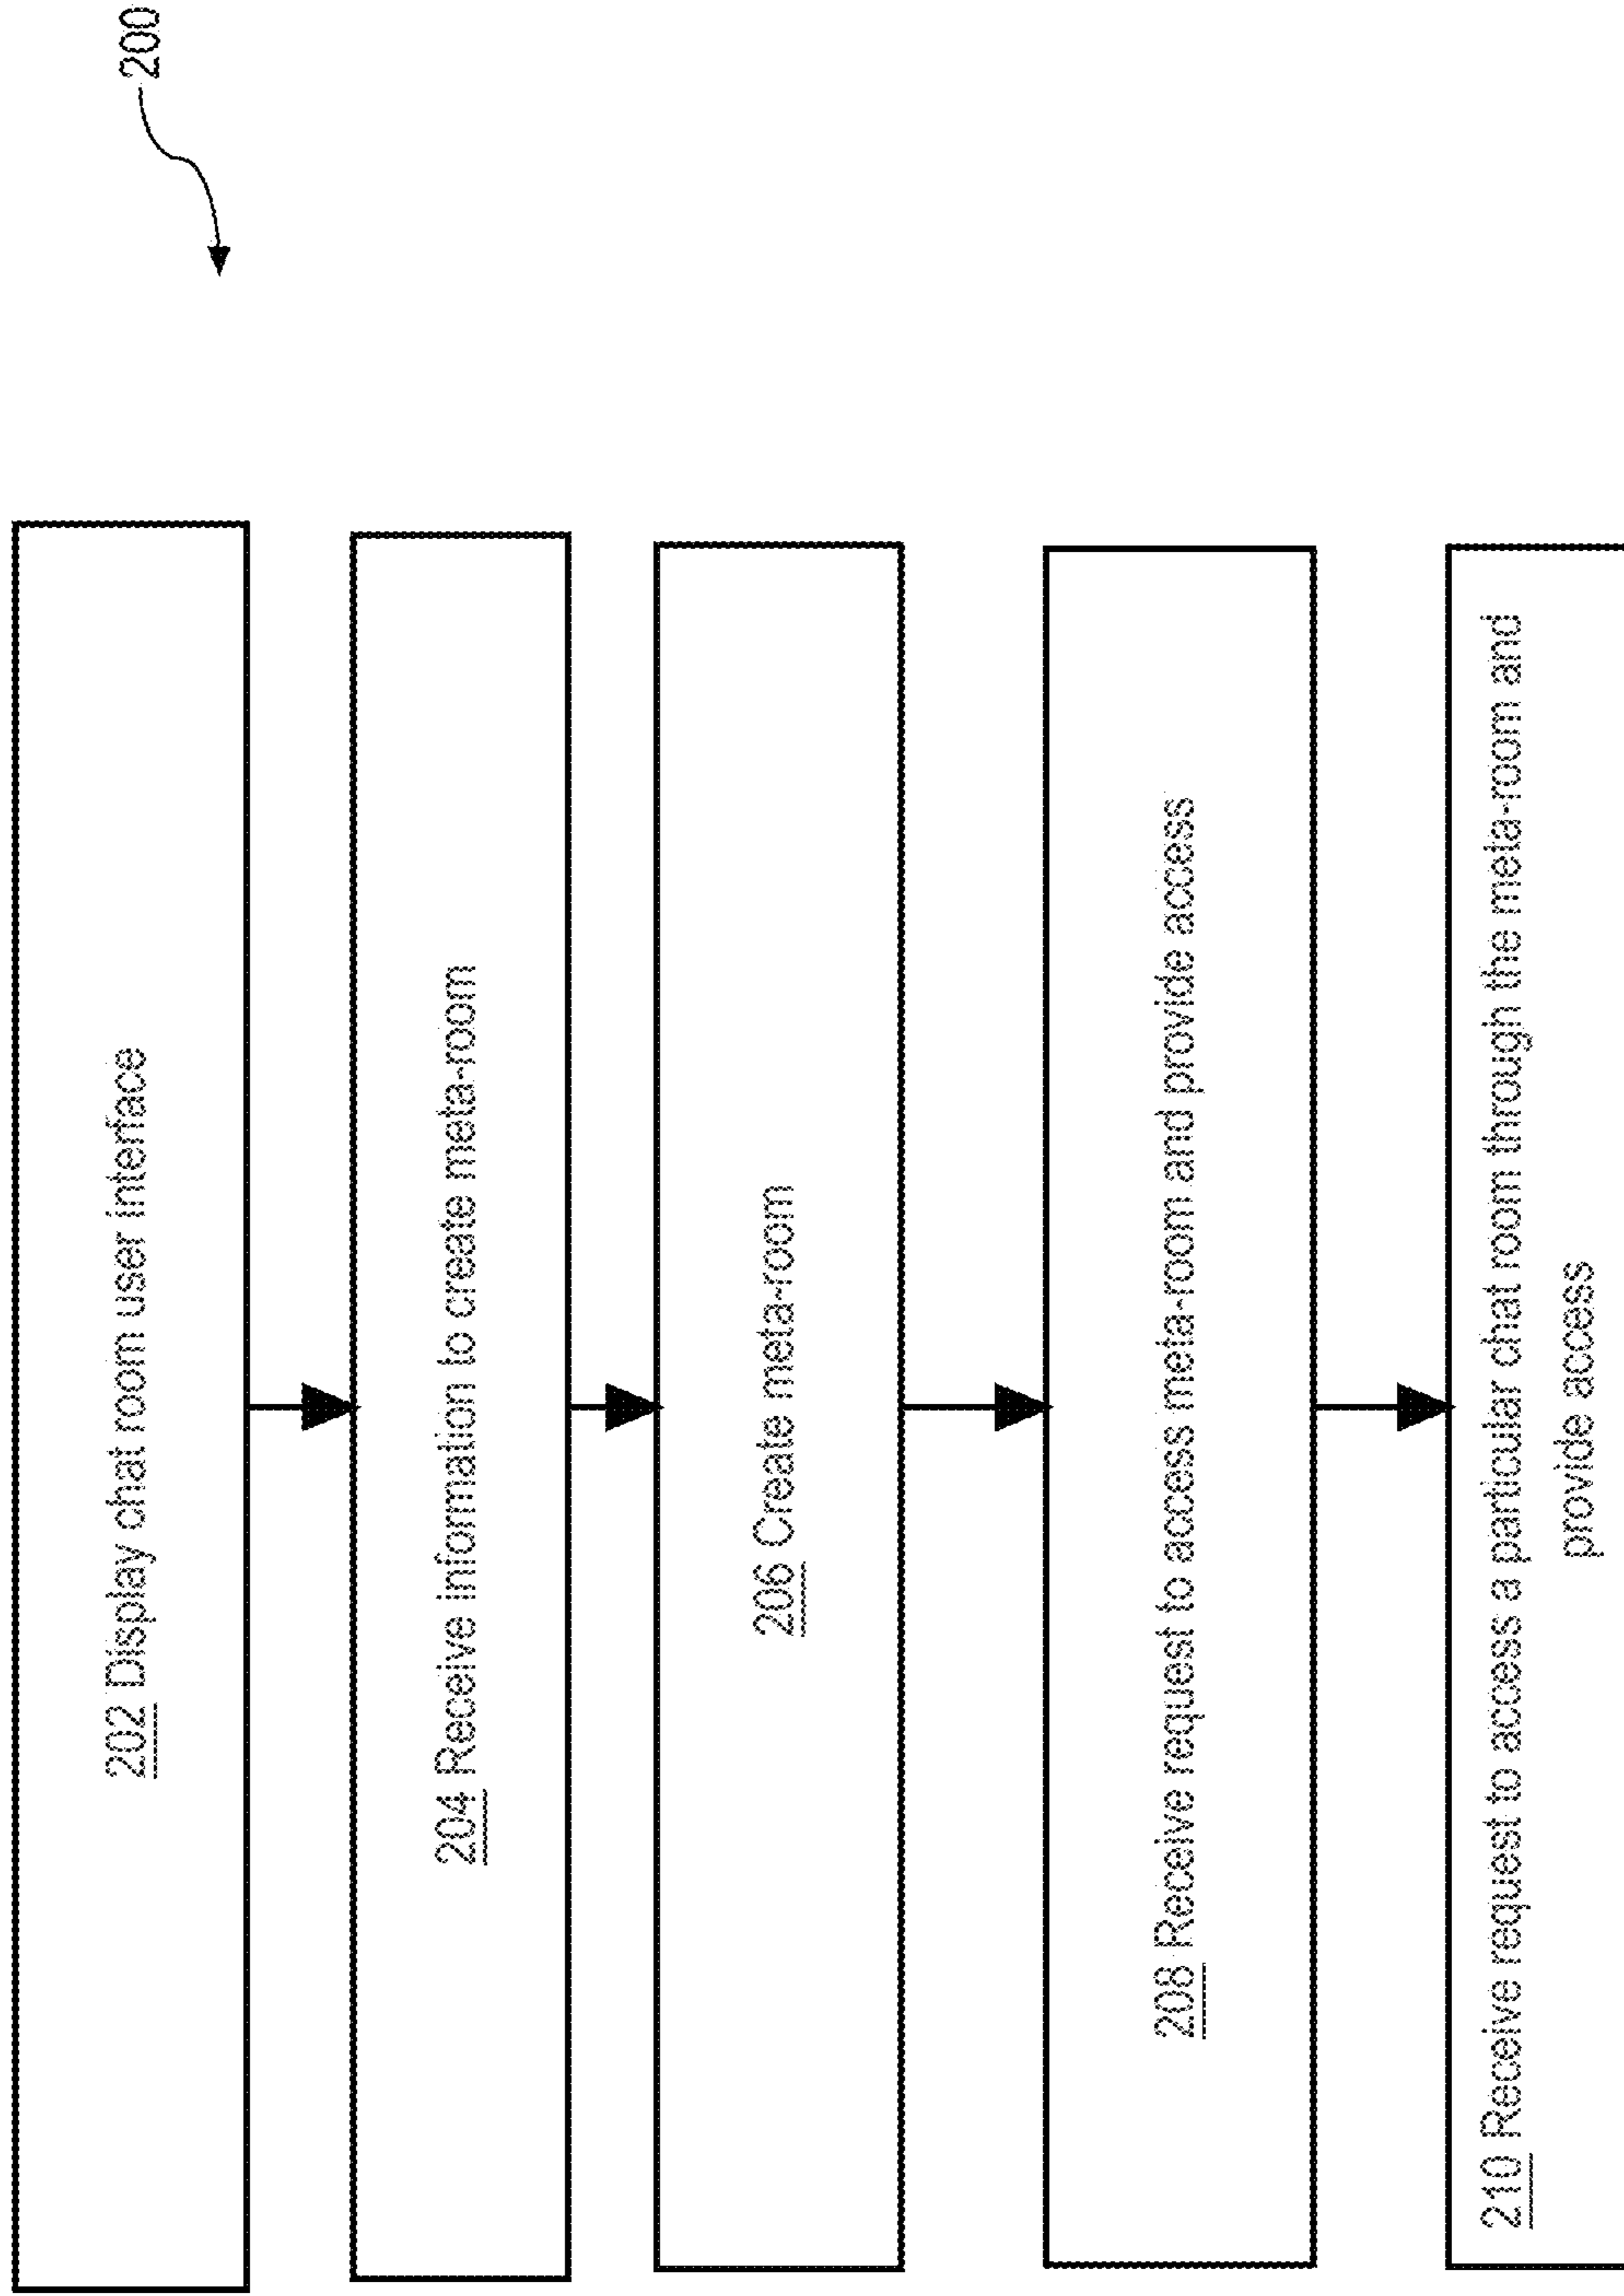 200
202 Display chat room user interface
204 Receive information to create meta-room
206 Create meta-room
208 Receive request to access meta-room and provide access
210 Receive request to access a particular chat room through the meta-room and
provide access